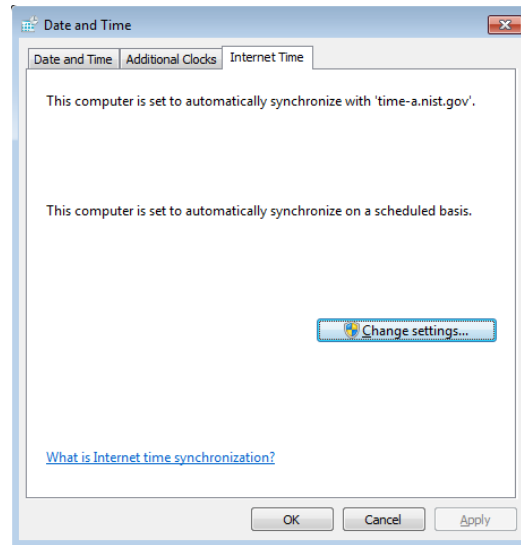 Date and Time
Date and Time Additional Clocks Internet Time
This computer is set to automatically synchronize with 'time-a.nist.gov'.
This computer is set to automatically synchronize on a scheduled basis.
Change settings...
What is Internet time synchronization?
OK Cancel Apply